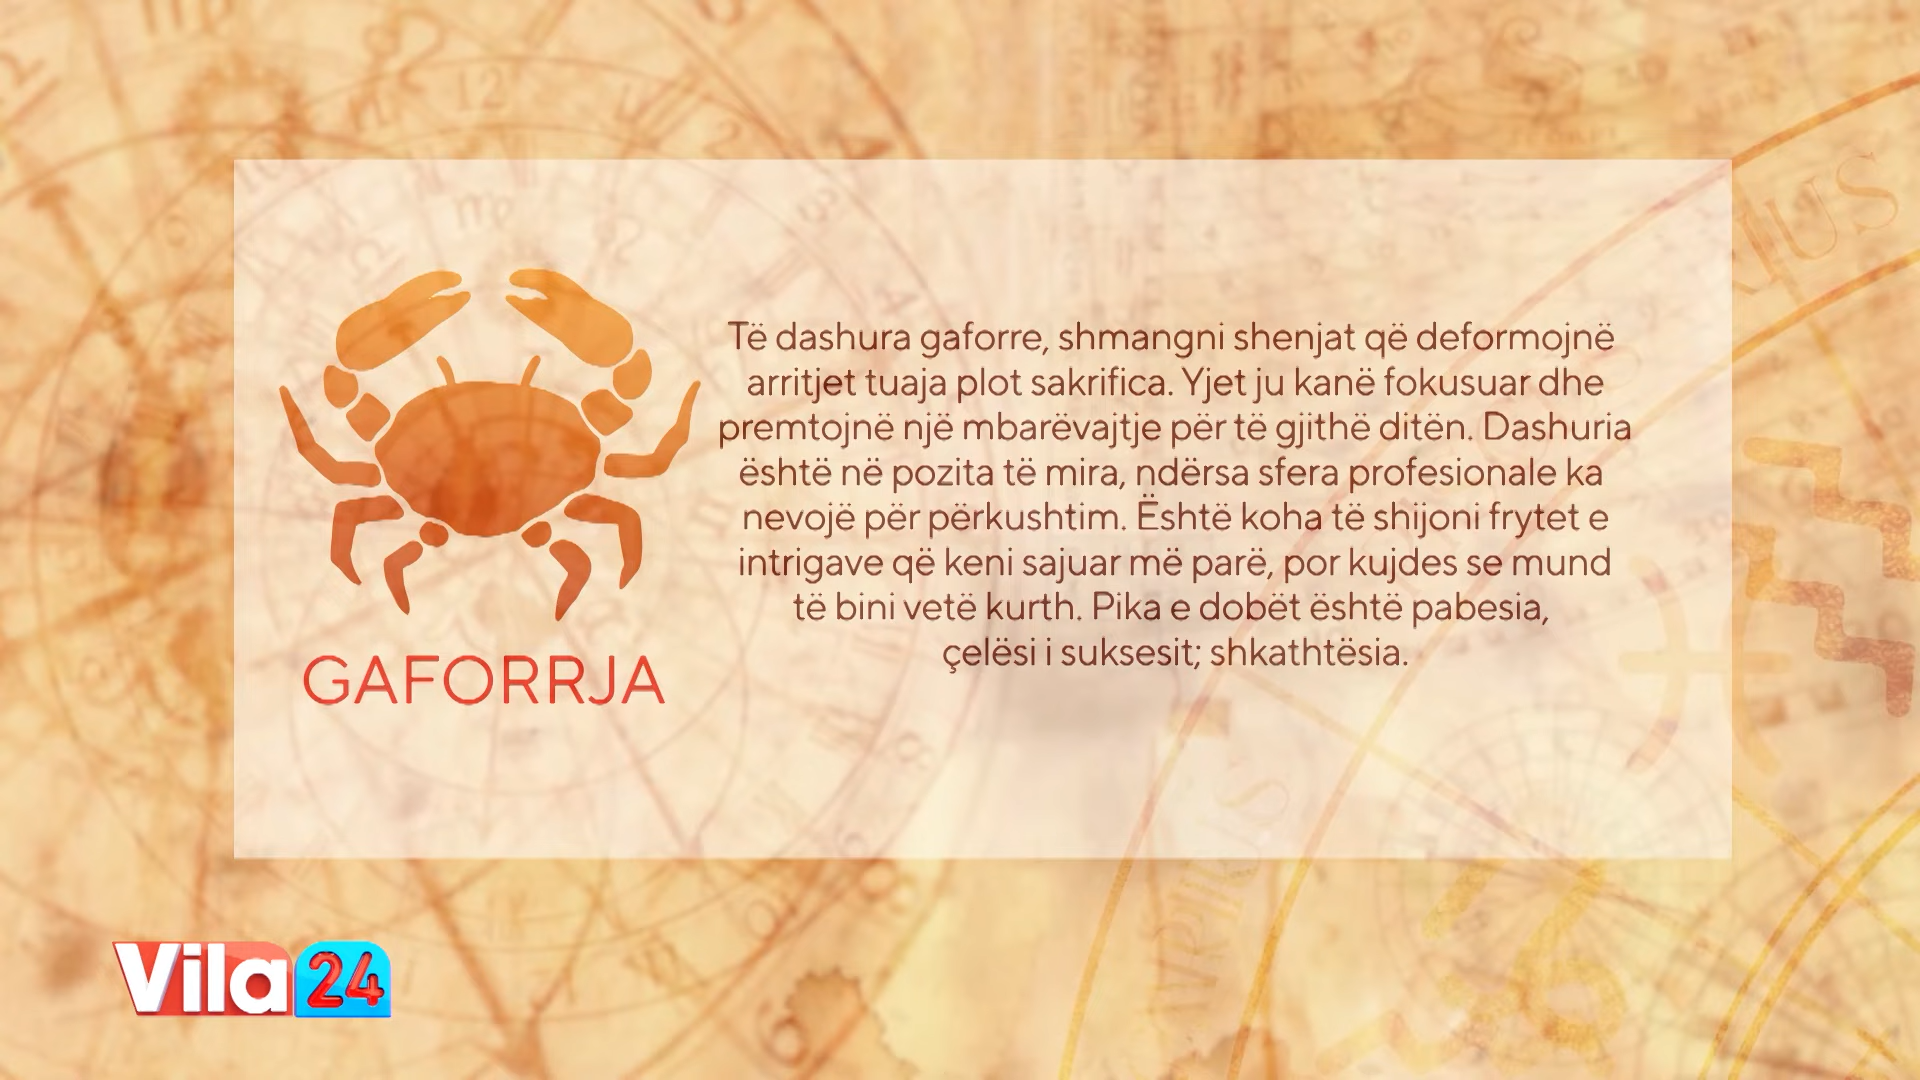 Të dashura gaforre, shmangni shenjat që deformojnë
arritjet tuaja plot sakrifica. Yjet ju kanë fokusuar dhe
premtojnë një mbarëvajtje për të gjithë ditën. Dashuria
është në pozita të mira, ndërsa sfera profesionale ka
nevojë për përkushtim. Është koha të shijoni frytet e
intrigave që keni sajuar më parë, por kujdes se mund
të bini vetë kurth. Pika e dobët është pabesia,
çelësi i suksesit; shkathtësia.
GAFORRJA
Vila 24